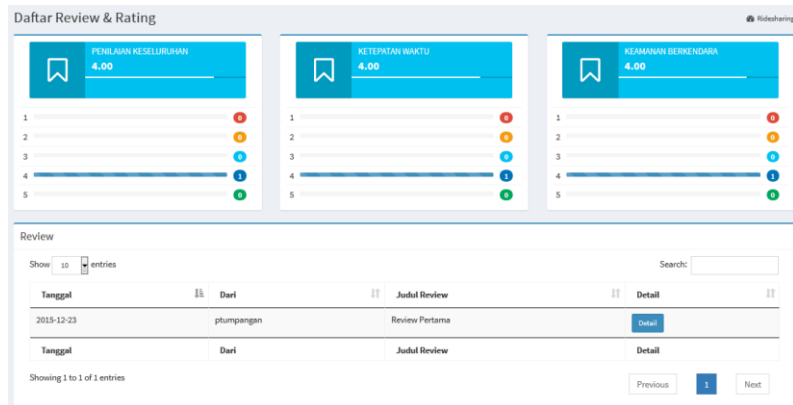 Daftar Review & Rating
Ridesharing
PENILAIAN KESELURUHAN
4.00
1 0
2 0
3 0
4 1
5 0
KETEPATAN WAKTU
4.00
1 0
2 0
3 0
4 1
5 0
KEAMANAN BERKENDARA
4.00
1 0
2 0
3 0
4 1
5 0
Review
Show 10 entries Search:
Tanggal Dari Judul Review Detail
2015-12-23 ptumpangan Review Pertama Detail
Tanggal Dari Judul Review Detail
Showing 1 to 1 of 1 entries
Previous 1 Next